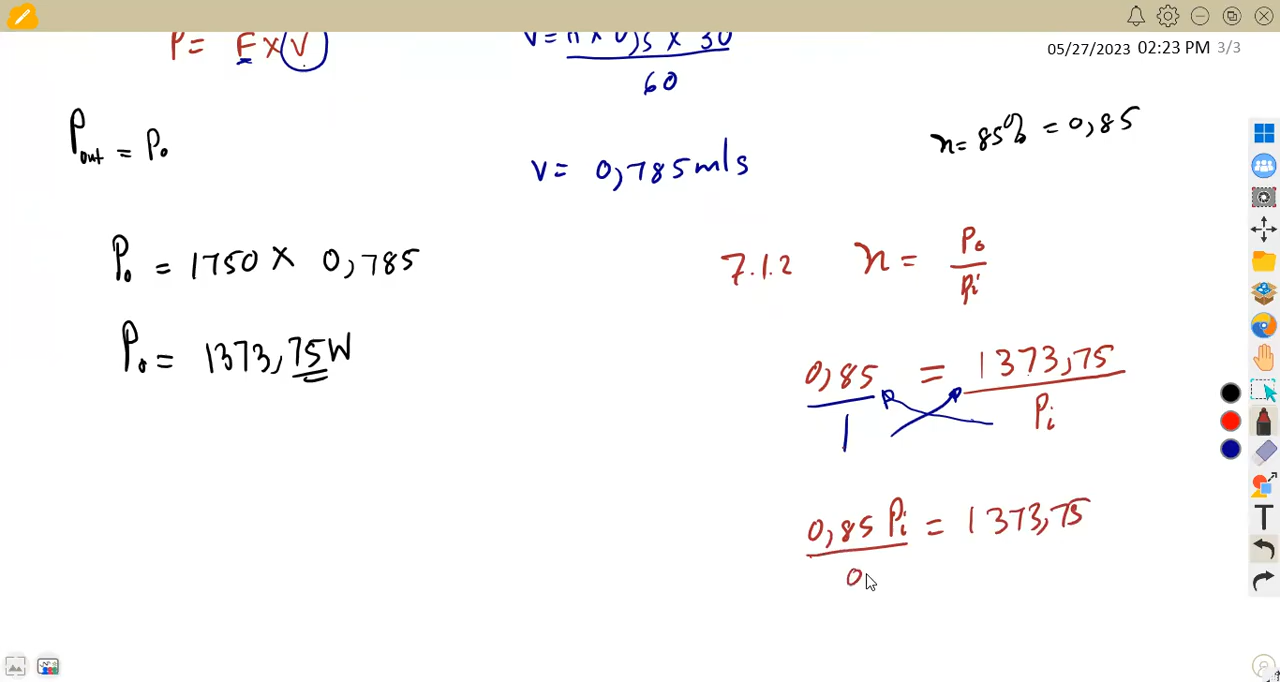 05/27/2023 02:23 PM 3/3
P = F × V
V = π × 0,5 × 30
60
V = 0,785 m/s
n = 85% = 0,85
Pout = Po
Po = 1750 × 0,785
Po = 1373,75W
7.1.2 n = Po
Pi
0,85 = 1373,75
1 Pi
0,85 Pi = 1373,75
0
T